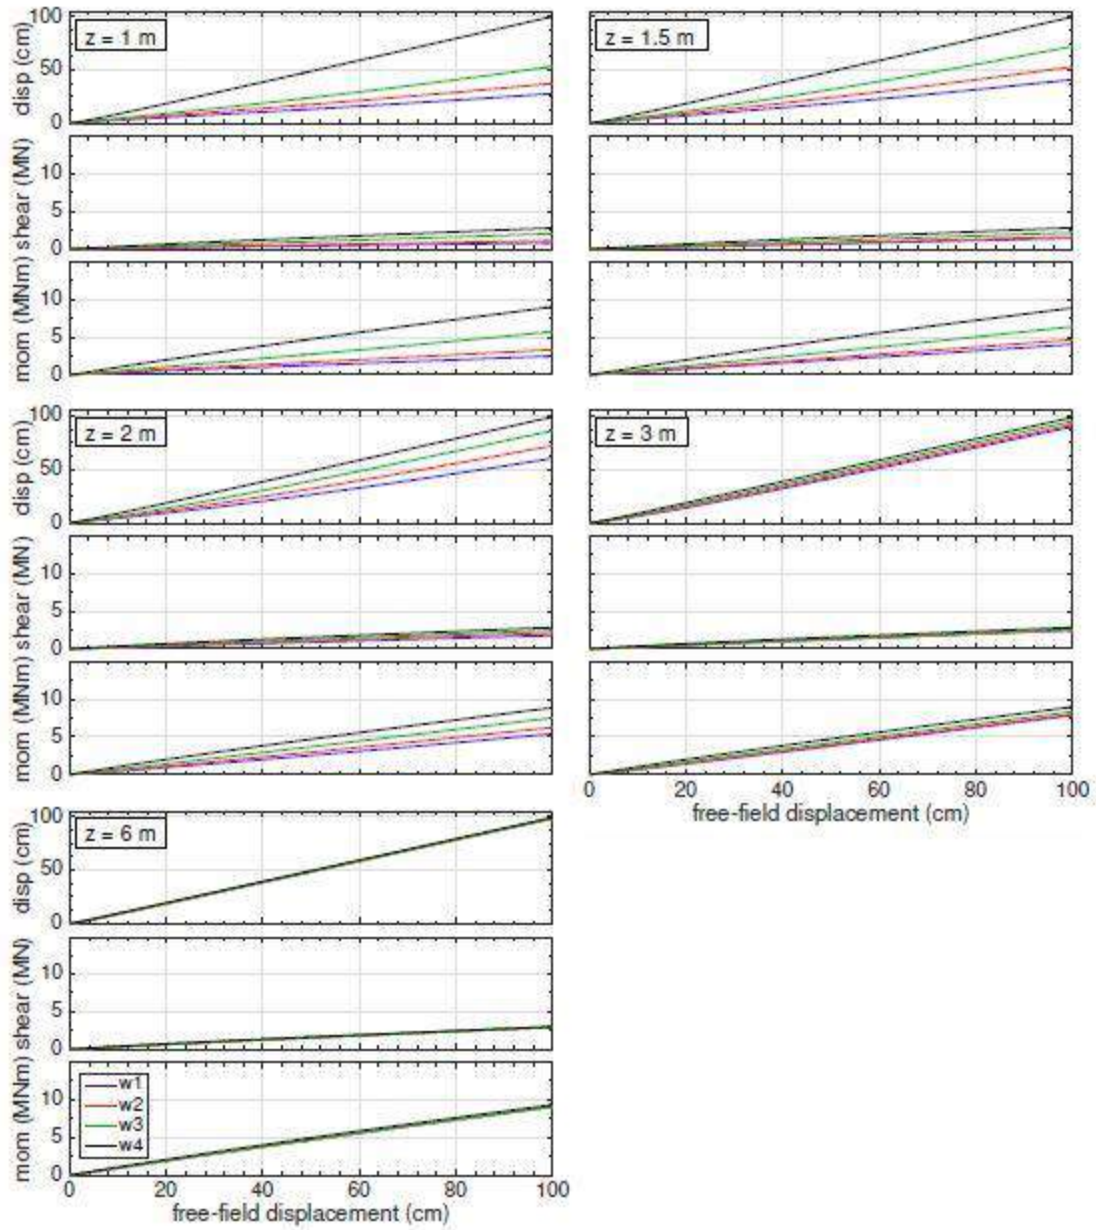 z = 1 m
disp (cm)
100
50
0
shear (MN)
10
5
0
mom (MNm)
10
5
0
z = 1.5 m
z = 2 m
disp (cm)
100
50
0
shear (MN)
10
5
0
mom (MNm)
10
5
0
z = 3 m
0 20 40 60 80 100
free-field displacement (cm)
z = 6 m
disp (cm)
100
50
0
shear (MN)
10
5
0
mom (MNm)
10
5
0
w1
w2
w3
w4
0 20 40 60 80 100
free-field displacement (cm)